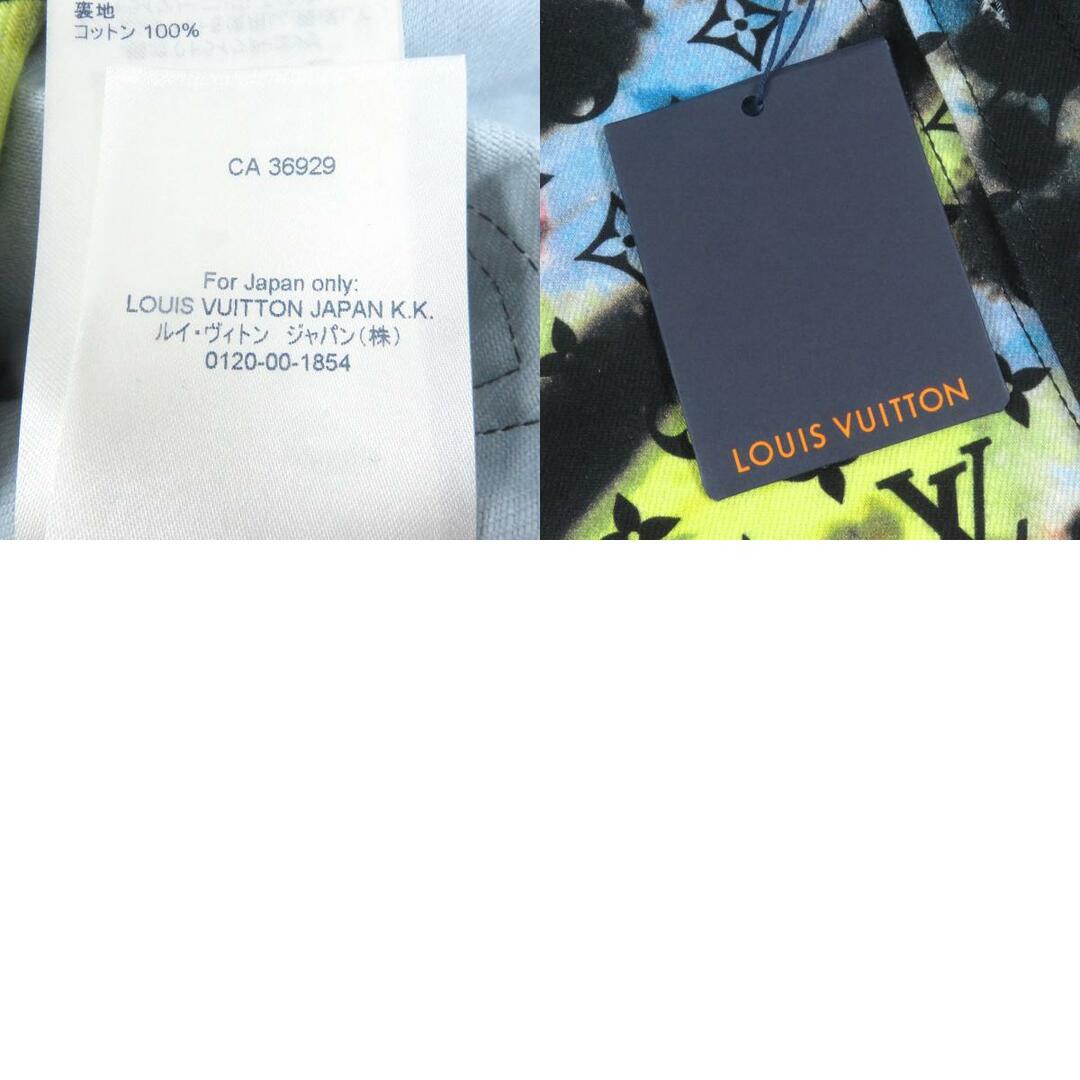 裏地
コットン 100%
CA 36929
For Japan only:
LOUIS VUITTON JAPAN K.K.
ルイ・ヴィトン ジャパン(株)
0120-00-1854
LOUIS VUITTON
LV